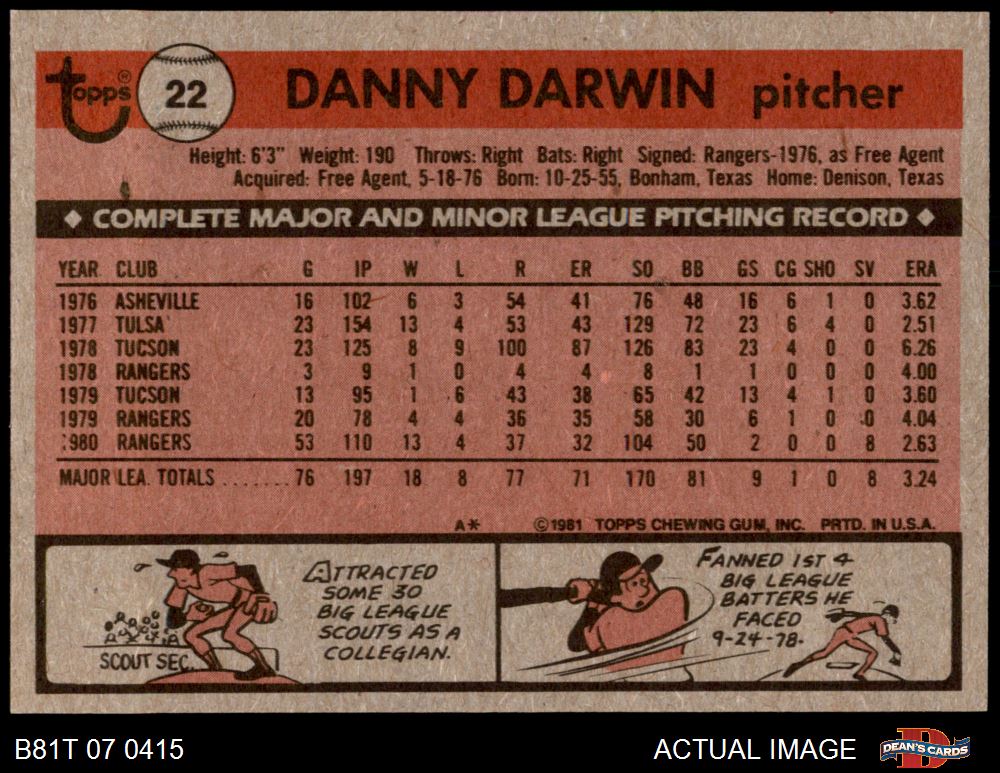 Topps®
22
DANNY DARWIN pitcher
Height: 6'3" Weight: 190 Throws: Right Bats: Right Signed: Rangers-1976, as Free Agent
Acquired: Free Agent, 5-18-76 Born: 10-25-55, Bonham, Texas Home: Denison, Texas
◆ COMPLETE MAJOR AND MINOR LEAGUE PITCHING RECORD ◆
YEAR CLUB G IP W L R ER SO BB GS CG SHO SV ERA
1976 ASHEVILLE 16 102 6 3 54 41 76 48 16 6 1 0 3.62
1977 TULSA 23 154 13 4 53 43 129 72 23 6 4 0 2.51
1978 TUCSON 23 125 8 9 100 87 126 83 23 4 0 0 6.26
1978 RANGERS 3 9 1 0 4 4 8 1 1 0 0 0 4.00
1979 TUCSON 13 95 1 6 43 38 65 42 13 4 1 0 3.60
1979 RANGERS 20 78 4 4 36 35 58 30 6 1 0 0 4.04
1980 RANGERS 53 110 13 4 37 32 104 50 2 0 0 8 2.63
MAJOR LEA. TOTALS ....... 76 197 18 8 77 71 170 81 9 1 0 8 3.24
A* ©1981 TOPPS CHEWING GUM, INC. PRTD. IN U.S.A.
SCOUT SEC.
ATTRACTED
SOME 30
BIG LEAGUE
SCOUTS AS A
COLLEGIAN.
FANNED 1ST 4
BIG LEAGUE
BATTERS HE
FACED
9-24-78.
B81T 07 0415
ACTUAL IMAGE
DEAN'S CARDS